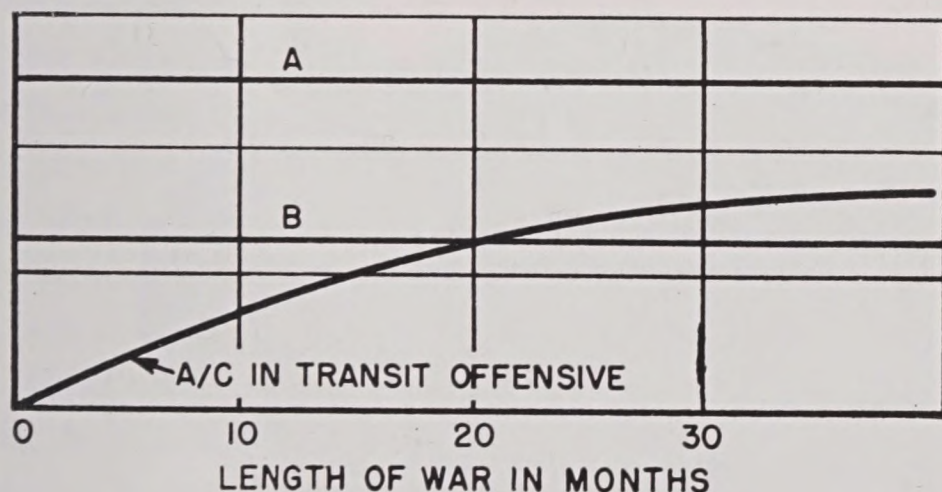 A
B
A/C IN TRANSIT OFFENSIVE
0 10 20 30
LENGTH OF WAR IN MONTHS